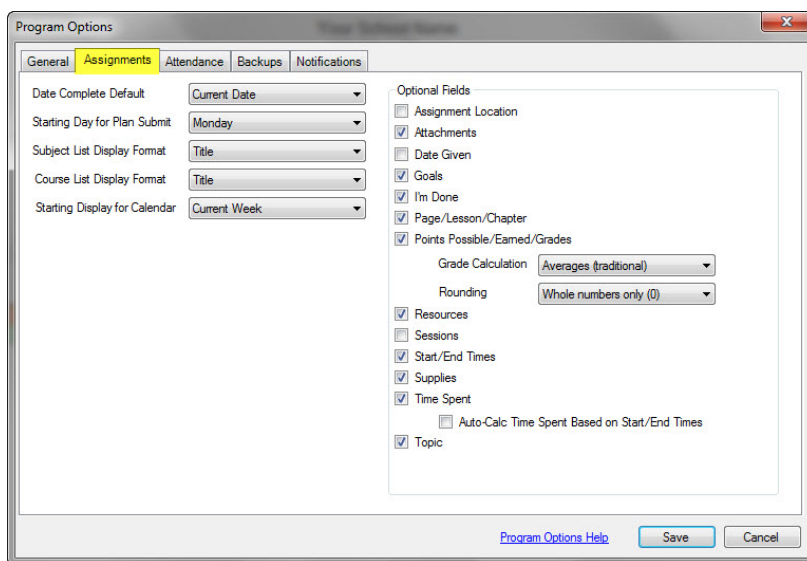 Program Options
Your School Name
General Assignments Attendance Backups Notifications
Date Complete Default Current Date
Starting Day for Plan Submit Monday
Subject List Display Format Title
Course List Display Format Title
Starting Display for Calendar Current Week
Optional Fields
Assignment Location
Attachments
Date Given
Goals
I'm Done
Page/Lesson/Chapter
Points Possible/Earned/Grades
Grade Calculation Averages (traditional)
Rounding Whole numbers only (0)
Resources
Sessions
Start/End Times
Supplies
Time Spent
Auto-Calc Time Spent Based on Start/End Times
Topic
Program Options Help Save Cancel